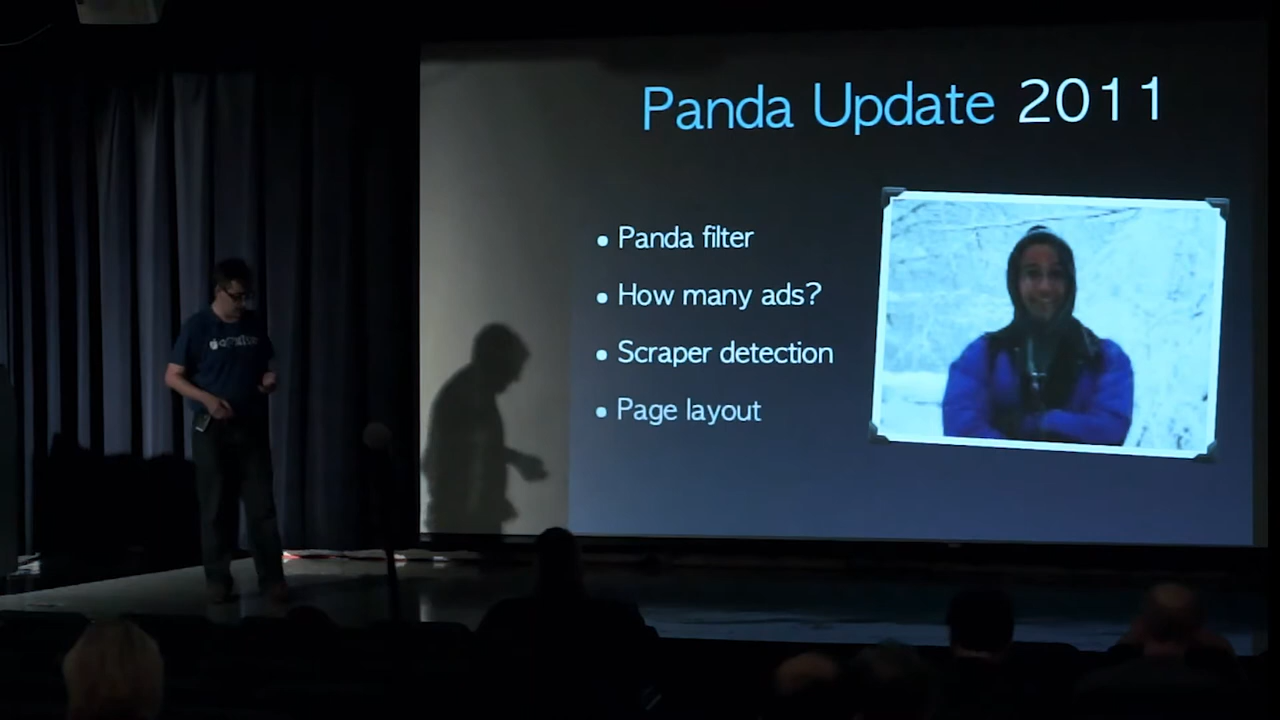 Panda Update 2011
• Panda filter
• How many ads?
• Scraper detection
• Page layout